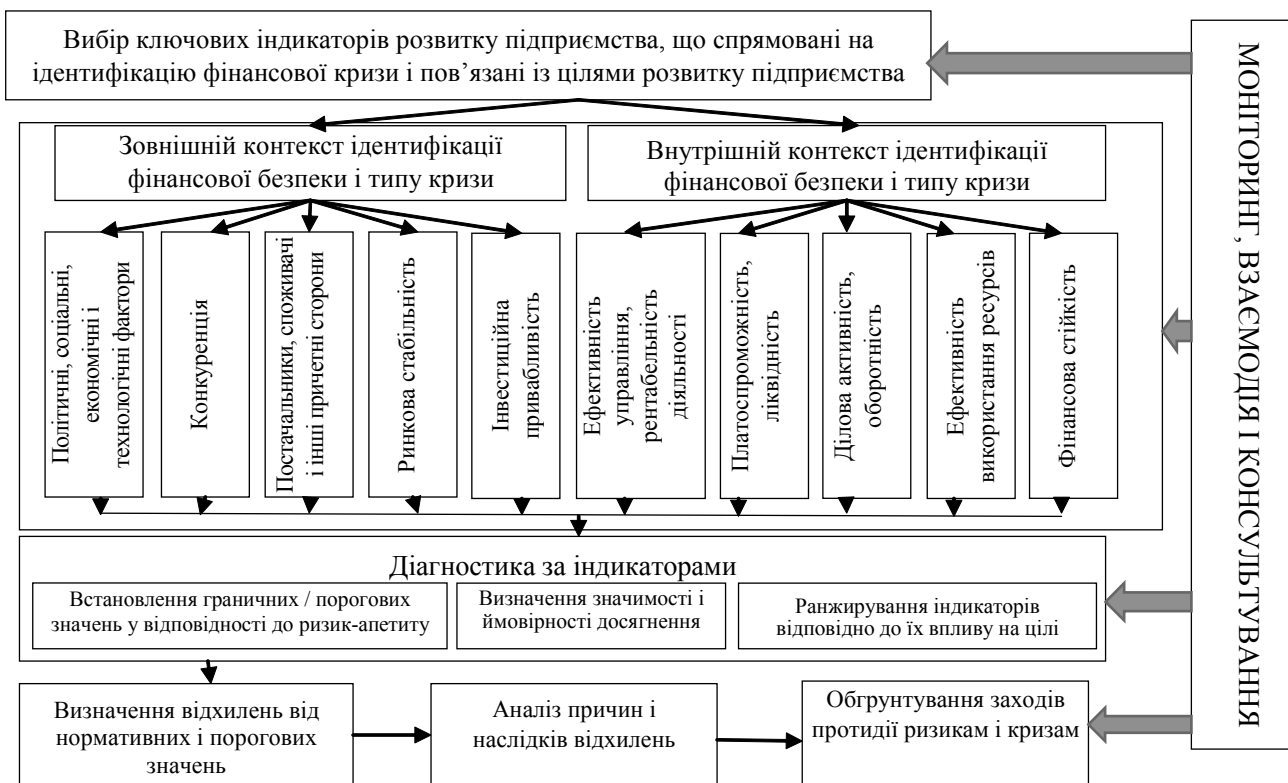 Вибір ключових індикаторів розвитку підприємства, що спрямовані на
ідентифікацію фінансової кризи і пов’язані із цілями розвитку підприємства
Зовнішній контекст ідентифікації
фінансової безпеки і типу кризи
Внутрішній контекст ідентифікації
фінансової безпеки і типу кризи
Політичні, соціальні,
економічні і
технологічні фактори
Конкуренція
Постачальники, споживачі
і інші причетні сторони
Ринкова стабільність
Інвестиційна
привабливість
Ефективність
управління,
рентабельність
діяльності
Платоспроможність,
ліквідність
Ділова активність,
оборотність
Ефективність
використання ресурсів
Фінансова стійкість
Діагностика за індикаторами
Встановлення граничних / порогових
значень у відповідності до ризик-апетиту
Визначення значимості і
ймовірності досягнення
Ранжирування індикаторів
відповідно до їх впливу на цілі
Визначення відхилень від
нормативних і порогових
значень
Аналіз причин і
наслідків відхилень
Обгрунтування заходів
протидії ризикам і кризам
МОНІТОРИНГ, ВЗАЄМОДІЯ І КОНСУЛЬТУВАННЯ